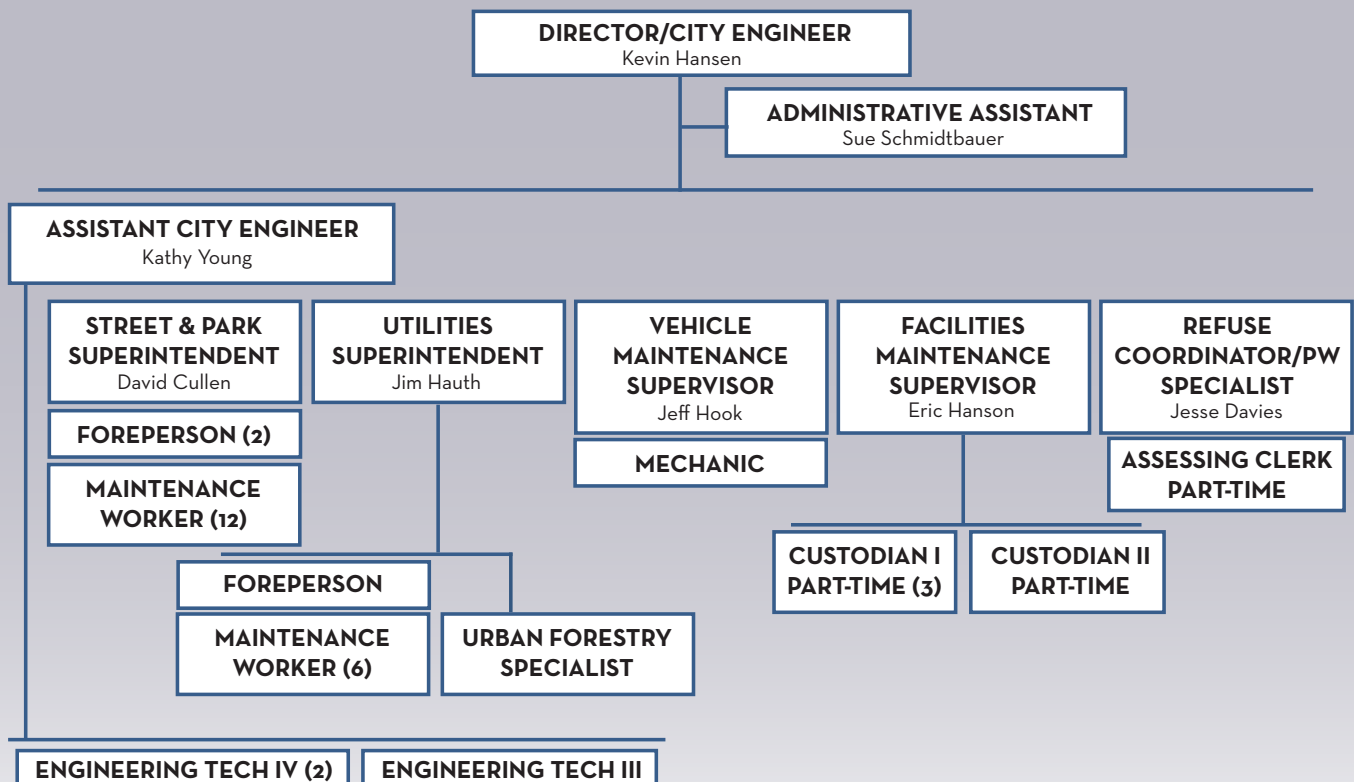 DIRECTOR/CITY ENGINEER
Kevin Hansen
ADMINISTRATIVE ASSISTANT
Sue Schmidtbauer
ASSISTANT CITY ENGINEER
Kathy Young
STREET & PARK
SUPERINTENDENT
David Cullen
FOREPERSON (2)
MAINTENANCE
WORKER (12)
UTILITIES
SUPERINTENDENT
Jim Hauth
FOREPERSON
MAINTENANCE
WORKER (6)
URBAN FORESTRY
SPECIALIST
VEHICLE
MAINTENANCE
SUPERVISOR
Jeff Hook
MECHANIC
FACILITIES
MAINTENANCE
SUPERVISOR
Eric Hanson
CUSTODIAN I
PART-TIME (3)
CUSTODIAN II
PART-TIME
REFUSE
COORDINATOR/PW
SPECIALIST
Jesse Davies
ASSESSING CLERK
PART-TIME
ENGINEERING TECH IV (2)
ENGINEERING TECH III